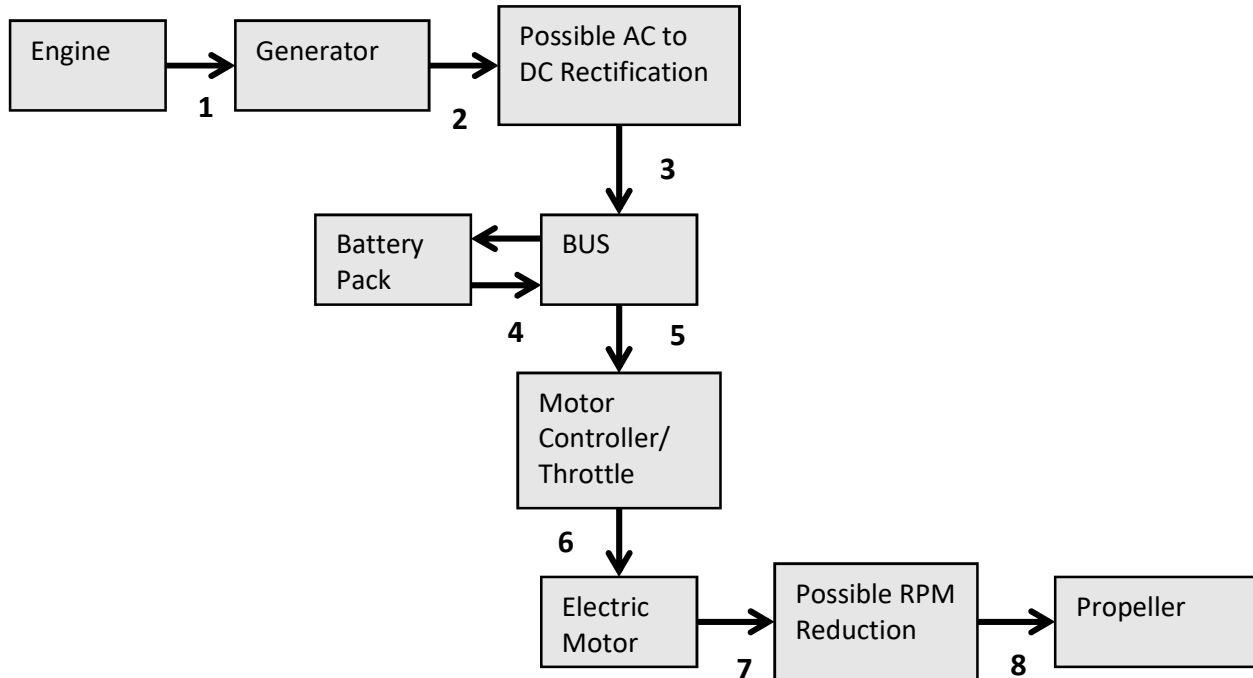 Engine
Generator
Possible AC to
DC Rectification
1
2
3
Battery
Pack
BUS
4
5
Motor
Controller/
Throttle
6
Electric
Motor
Possible RPM
Reduction
Propeller
7
8